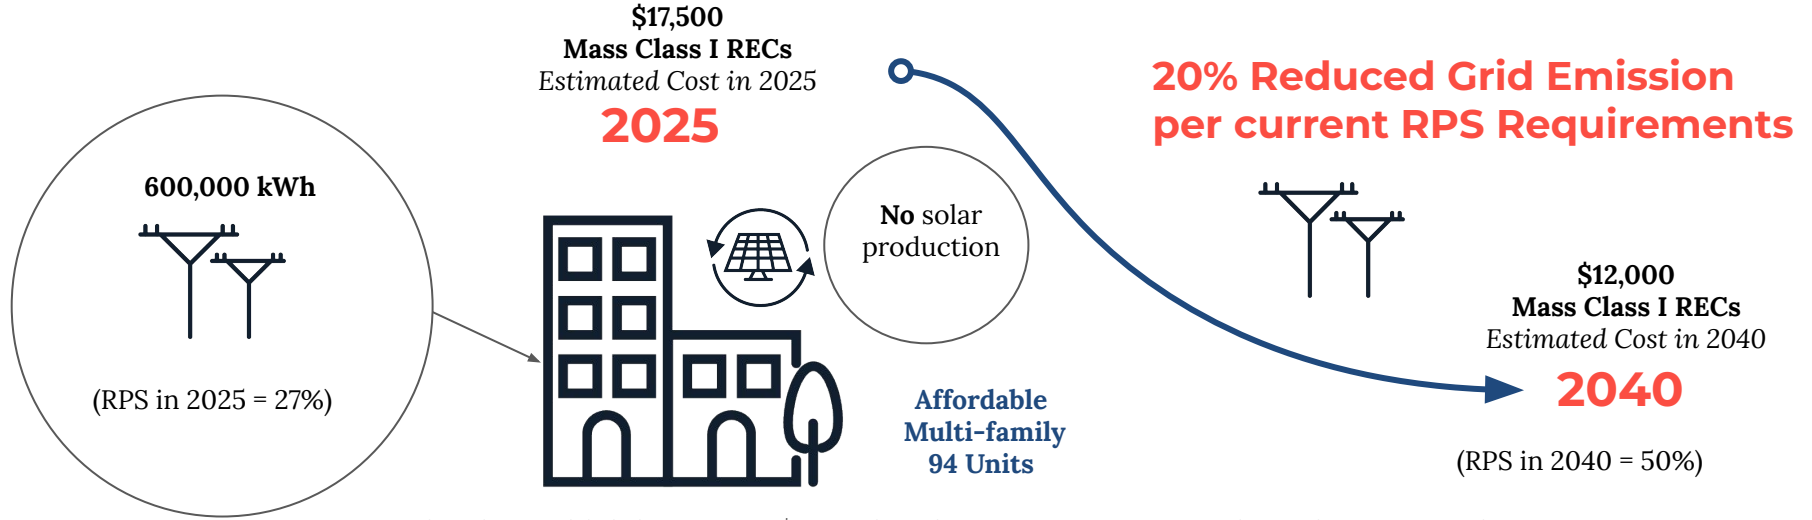 $17,500
Mass Class I RECs
Estimated Cost in 2025
2025
20% Reduced Grid Emission
per current RPS Requirements
600,000 kWh
(RPS in 2025 = 27%)
No solar
production
Affordable
Multi-family
94 Units
$12,000
Mass Class I RECs
Estimated Cost in 2040
2040
(RPS in 2040 = 50%)